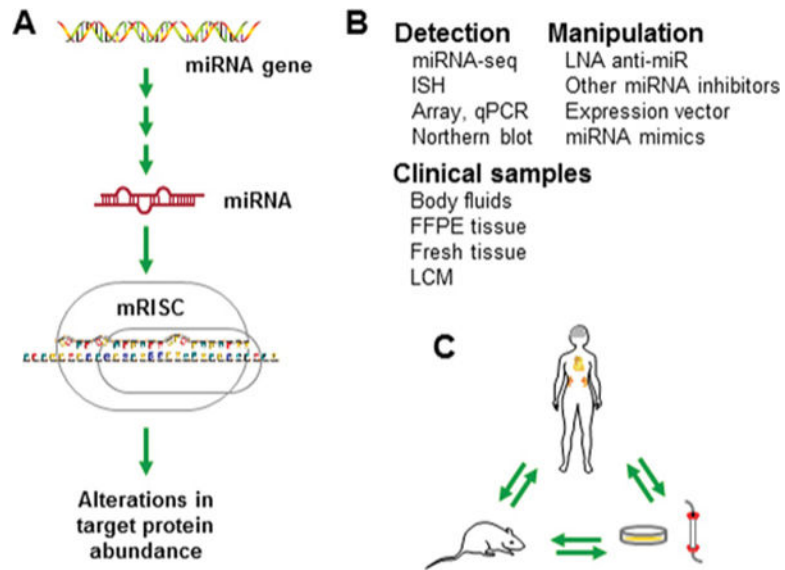 A
miRNA gene
miRNA
mRISC
Alterations in
target protein
abundance
B
Detection
miRNA-seq
ISH
Array, qPCR
Northern blot
Manipulation
LNA anti-miR
Other miRNA inhibitors
Expression vector
miRNA mimics
Clinical samples
Body fluids
FFPE tissue
Fresh tissue
LCM
C